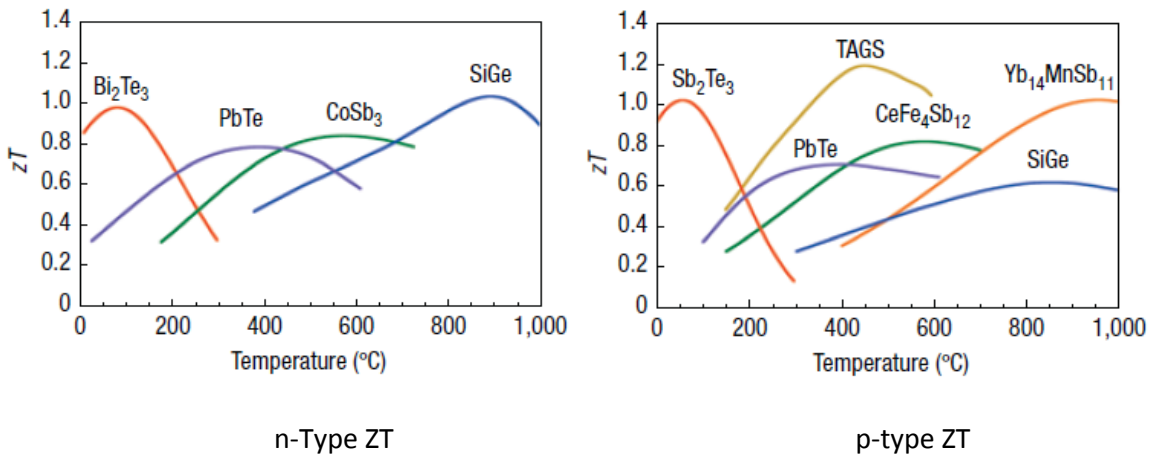 1.4
1.2
1.0
0.8
0.6
0.4
0.2
0
zT
Bi₂Te₃
PbTe
CoSb₃
SiGe
0 200 400 600 800 1,000
Temperature (°C)
n-Type ZT
1.4
1.2
1.0
0.8
0.6
0.4
0.2
0
zT
Sb₂Te₃
TAGS
Yb₁₄MnSb₁₁
CeFe₄Sb₁₂
PbTe
SiGe
0 200 400 600 800 1,000
Temperature (°C)
p-type ZT